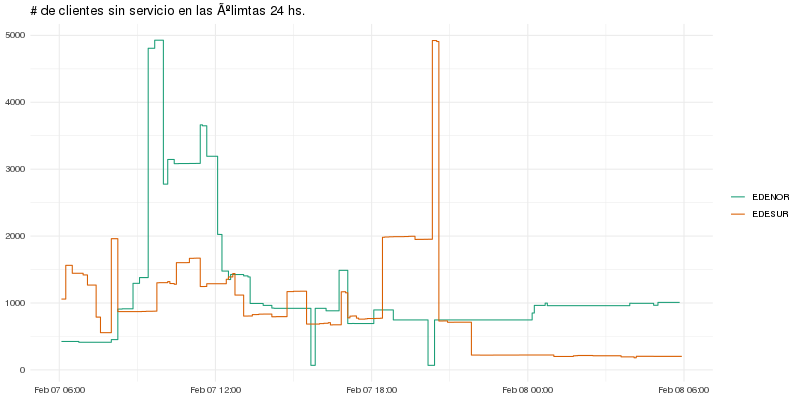 # de clientes sin servicio en las Ãºlimtas 24 hs.
5000
4000
3000
2000
1000
0
EDENOR
EDESUR
Feb 07 06:00 Feb 07 12:00 Feb 07 18:00 Feb 08 00:00 Feb 08 06:00